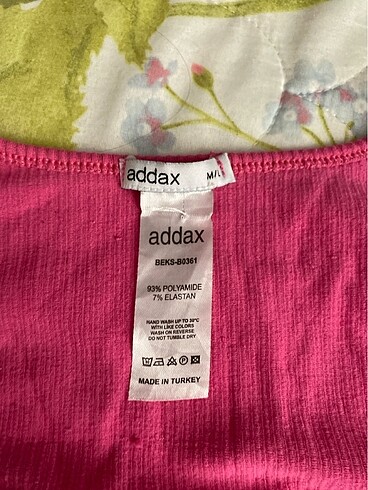 addax M/L
addax
BEKS-B0361
93% POLYAMIDE
7% ELASTAN
HAND WASH UP TO 30°C
WITH LIKE COLORS
WASH ON REVERSE
DO NOT TUMBLE DRY
MADE IN TURKEY